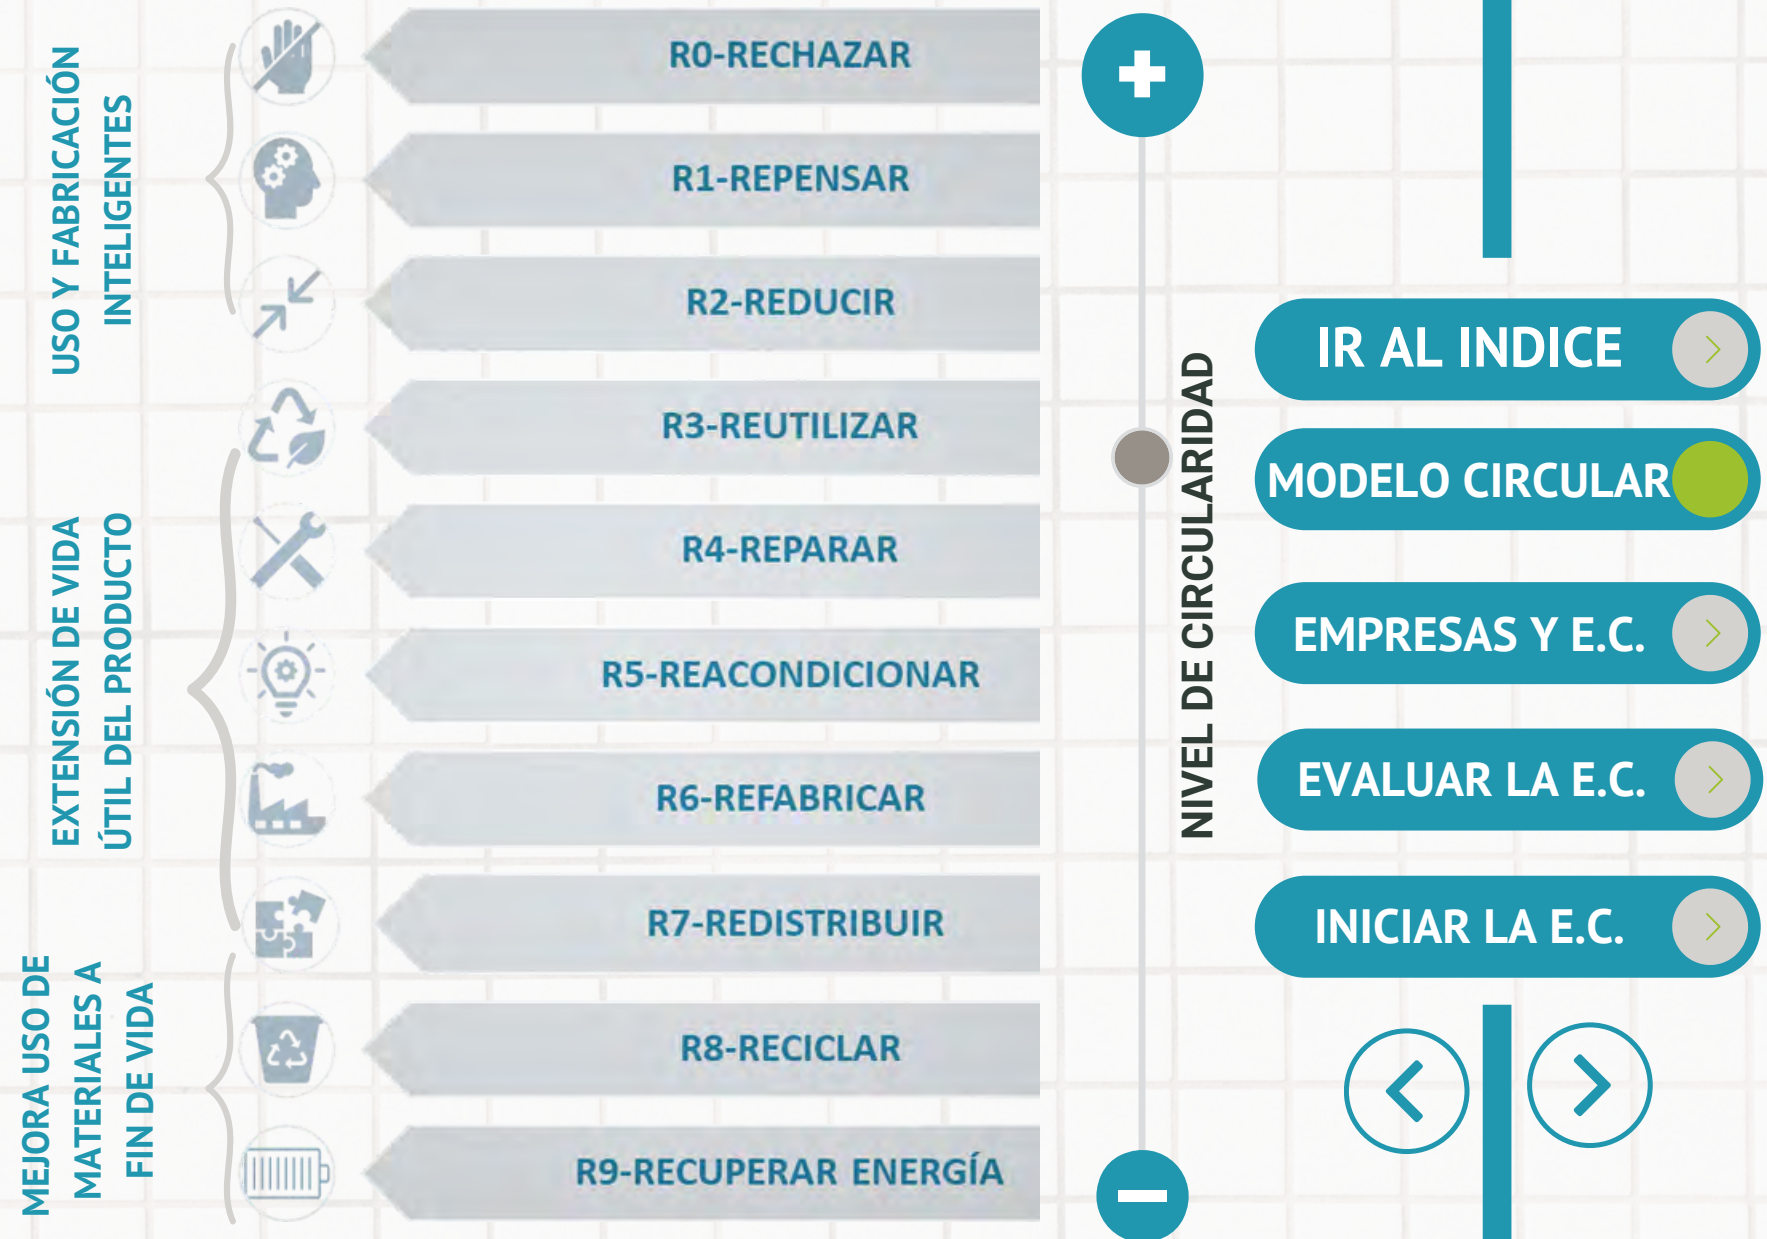 USO Y FABRICACIÓN
INTELIGENTES
R0-RECHAZAR
R1-REPENSAR
R2-REDUCIR
EXTENSIÓN DE VIDA
ÚTIL DEL PRODUCTO
R3-REUTILIZAR
R4-REPARAR
R5-REACONDICIONAR
R6-REFABRICAR
R7-REDISTRIBUIR
MEJORA USO DE
MATERIALES A
FIN DE VIDA
R8-RECICLAR
R9-RECUPERAR ENERGÍA
NIVEL DE CIRCULARIDAD
IR AL INDICE
MODELO CIRCULAR
EMPRESAS Y E.C.
EVALUAR LA E.C.
INICIAR LA E.C.